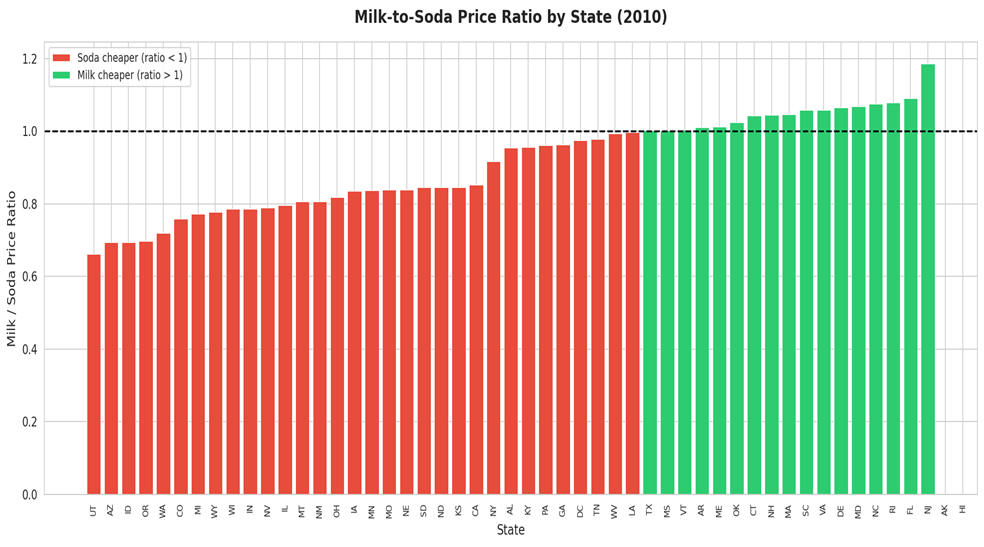 Milk-to-Soda Price Ratio by State (2010)
Soda cheaper (ratio < 1)
Milk cheaper (ratio > 1)
Milk / Soda Price Ratio
1.2
1.0
0.8
0.6
0.4
0.2
0.0
UT AZ ID OR WA CO MI WY WI IN NV IL MT NM OH IA MN MO NE SD ND KS CA NY AL KY PA GA DC TN WV LA TX MS VT AR ME OK CT NH MA SC VA DE MD NC RI FL NJ AK HI
State